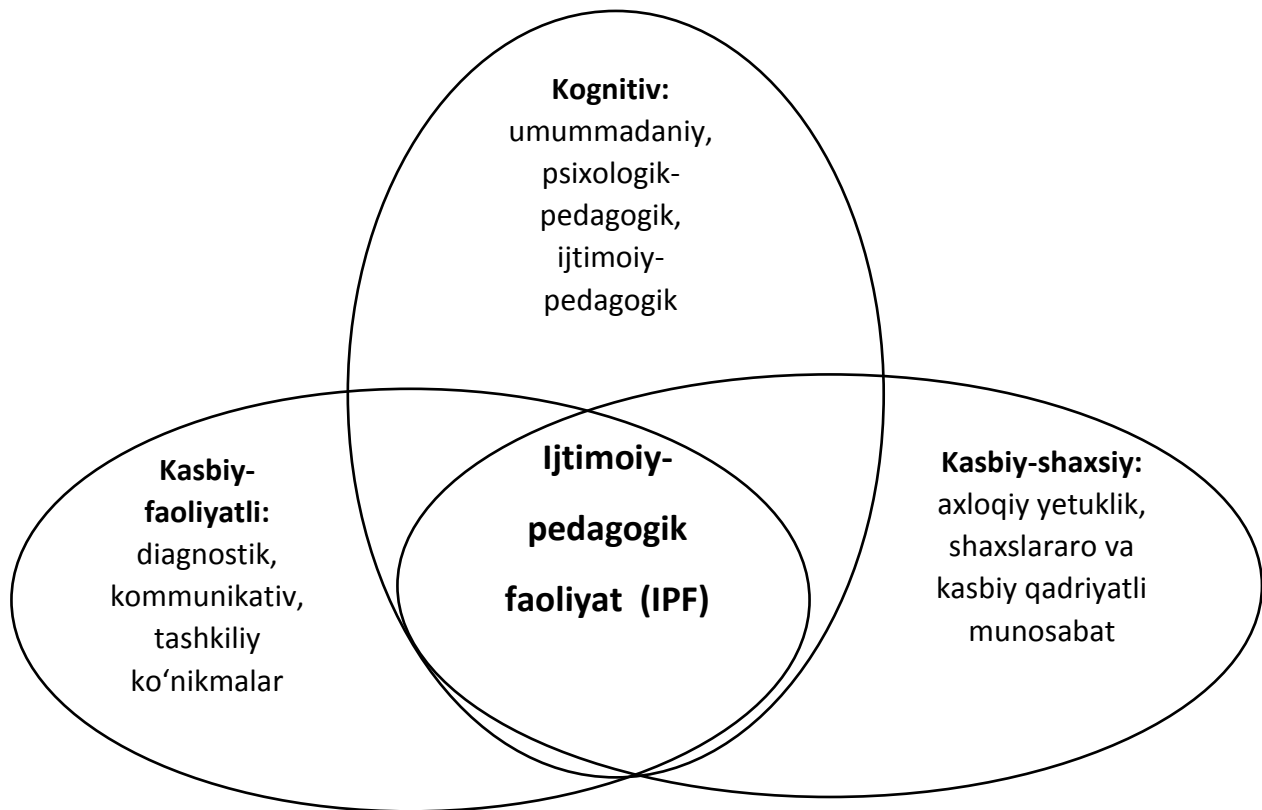 Kognitiv:
umummadaniy,
psixologik-
pedagogik,
ijtimoiy-
pedagogik
Kasbiy-
faoliyatli:
diagnostik,
kommunikativ,
tashkiliy
ko‘nikmalar
Ijtimoiy-
pedagogik
faoliyat (IPF)
Kasbiy-shaxsiy:
axloqiy yetuklik,
shaxslararo va
kasbiy qadriyatli
munosabat